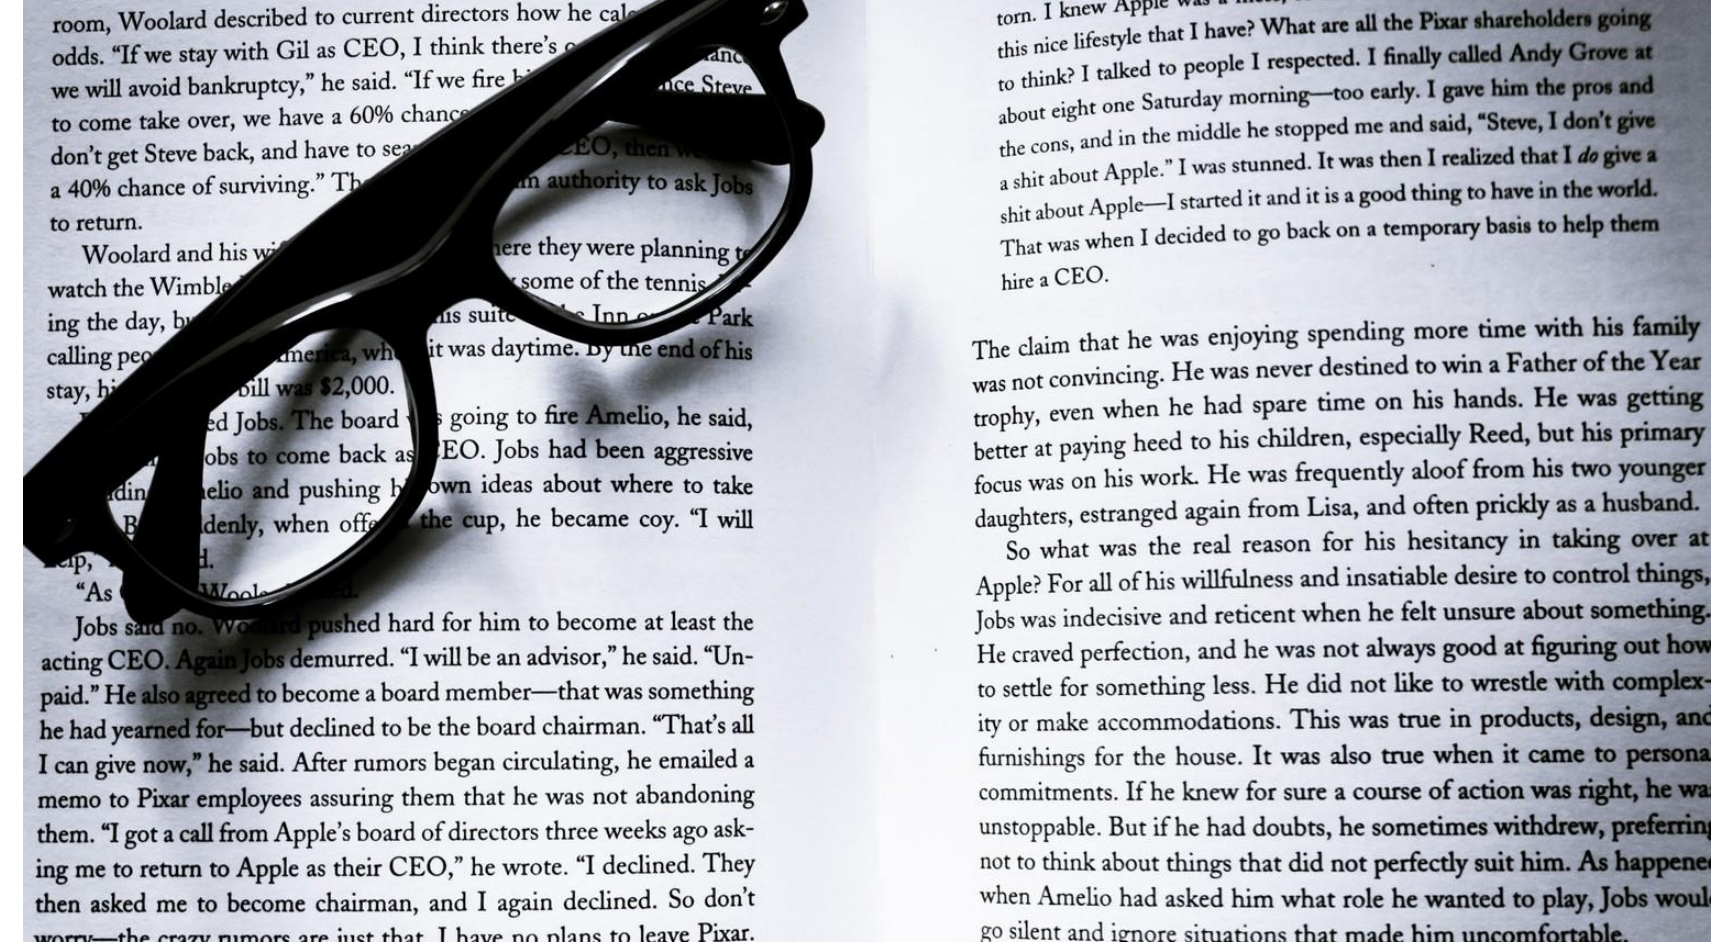 room, Woolard described to current directors how he
odds. “If we stay with Gil as CEO, I think there’s
we will avoid bankruptcy,” he said. “If we fire Steve
to come take over, we have a 60% chance
don’t get Steve back, and have to CEO, then
a 40% chance of surviving.” authority to ask Jobs
to return.
Woolard and his they were planning to
watch the some of the tennis
ing the day, suite Inn Park
calling it was daytime. By the end of his
stay, bill was $2,000.
Jobs. The board going to fire Amelio, he said,
to come back as CEO. Jobs had been aggressive
and pushing own ideas about where to take
when the cup, he became coy. “I will
“As
Jobs said no. Woolard pushed hard for him to become at least the
acting CEO. Again Jobs demurred. “I will be an advisor,” he said. “Un-
paid.” He also agreed to become a board member—that was something
he had yearned for—but declined to be the board chairman. “That’s all
I can give now,” he said. After rumors began circulating, he emailed a
memo to Pixar employees assuring them that he was not abandoning
them. “I got a call from Apple’s board of directors three weeks ago ask-
ing me to return to Apple as their CEO,” he wrote. “I declined. They
then asked me to become chairman, and I again declined. So don’t
worry—the crazy rumors are just that. I have no plans to leave Pixar.
torn. I knew Apple was a
this nice lifestyle that I have? What are all the Pixar shareholders going
to think? I talked to people I respected. I finally called Andy Grove at
about eight one Saturday morning—too early. I gave him the pros and
the cons, and in the middle he stopped me and said, “Steve, I don’t give
a shit about Apple.” I was stunned. It was then I realized that I do give a
shit about Apple—I started it and it is a good thing to have in the world.
That was when I decided to go back on a temporary basis to help them
hire a CEO.
The claim that he was enjoying spending more time with his family
was not convincing. He was never destined to win a Father of the Year
trophy, even when he had spare time on his hands. He was getting
better at paying heed to his children, especially Reed, but his primary
focus was on his work. He was frequently aloof from his two younger
daughters, estranged again from Lisa, and often prickly as a husband.
So what was the real reason for his hesitancy in taking over at
Apple? For all of his willfulness and insatiable desire to control things,
Jobs was indecisive and reticent when he felt unsure about something.
He craved perfection, and he was not always good at figuring out how
to settle for something less. He did not like to wrestle with complex-
ity or make accommodations. This was true in products, design, and
furnishings for the house. It was also true when it came to persona
commitments. If he knew for sure a course of action was right, he wa
unstoppable. But if he had doubts, he sometimes withdrew, preferring
not to think about things that did not perfectly suit him. As happene
when Amelio had asked him what role he wanted to play, Jobs woul
go silent and ignore situations that made him uncomfortable.